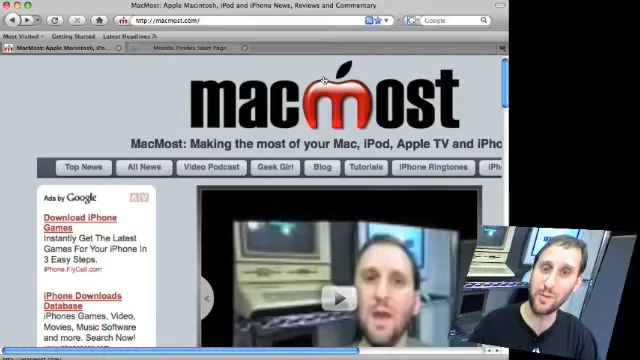 MacMost: Apple Macintosh, iPod and iPhone News, Reviews and Commentary
http://macmost.com/
Google
Most Visited
Getting Started
Latest Headlines
MacMost: Apple Macintosh, iPo...
Mozilla Firefox Start Page
macmost
MacMost: Making the most of your Mac, iPod, Apple TV and iPho
Top News
All News
Video Podcast
Geek Girl
Blog
Tutorials
iPhone Ringtones
Ads by Google
Download iPhone
Games
Instantly Get The Latest
Games For Your iPhone in
3 Easy Steps.
iPhone.FlyCell.com
iPhone Downloads
Database
iPhones Games, Video,
Movies, Music Software
and more. Search Now!